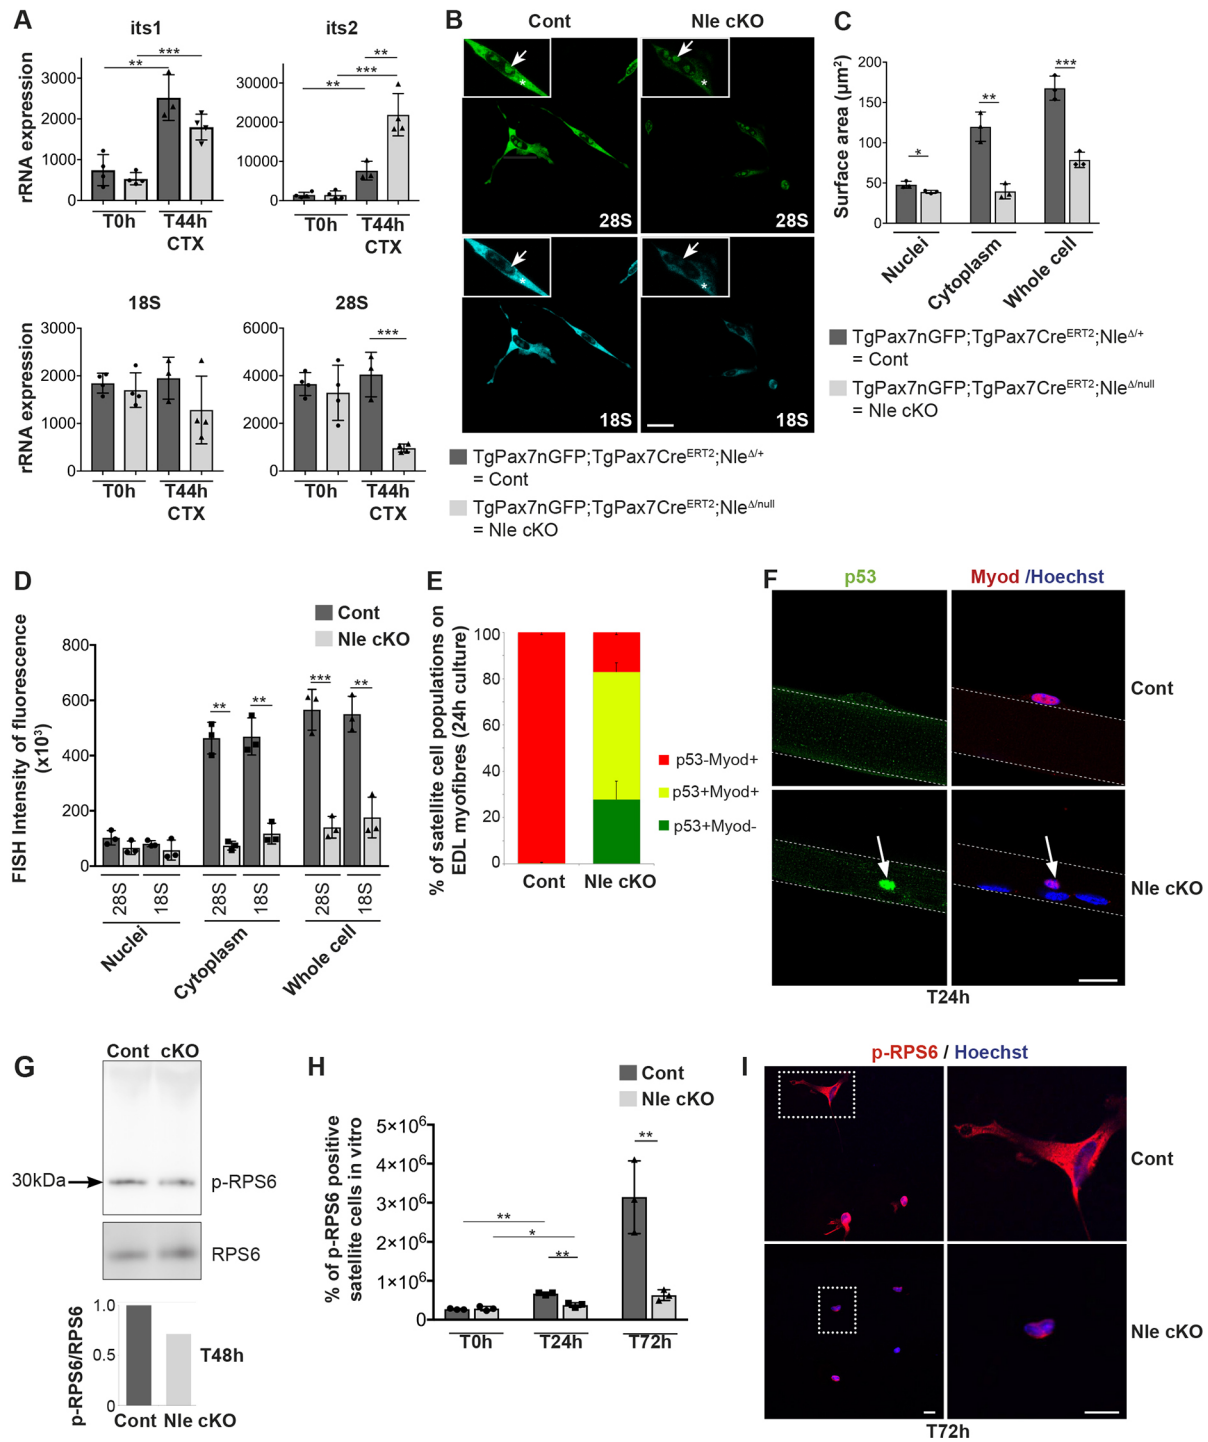 A
its1
its2
rRNA expression
3000
2000
1000
0
**
***
T0h
T44h
CTX
30000
20000
10000
0
**
***
**
T0h
T44h
CTX
18S
28S
rRNA expression
3000
2000
1000
0
T0h
T44h
CTX
6000
4000
2000
0
***
T0h
T44h
CTX
B
Cont
Nle cKO
*
*
28S
28S
*
*
18S
18S
TgPax7nGFP;TgPax7CreERT2;NleΔ/+
= Cont
TgPax7nGFP;TgPax7CreERT2;NleΔ/null
= Nle cKO
C
Surface area (µm²)
200
150
100
50
0
*
**
***
Nuclei
Cytoplasm
Whole cell
TgPax7nGFP;TgPax7CreERT2;NleΔ/+
= Cont
TgPax7nGFP;TgPax7CreERT2;NleΔ/null
= Nle cKO
D
Cont
Nle cKO
FISH Intensity of fluorescence
(x10³)
800
600
400
200
0
**
**
***
**
28S
18S
28S
18S
28S
18S
Nuclei
Cytoplasm
Whole cell
E
% of satellite cell populations on
EDL myofibres (24h culture)
100
80
60
40
20
0
Cont
Nle cKO
p53-Myod+
p53+Myod+
p53+Myod-
F
p53
Myod /Hoechst
Cont
Nle cKO
T24h
G
Cont cKO
30kDa
p-RPS6
RPS6
p-RPS6/RPS6
1.0
0.5
0
T48h
Cont Nle cKO
H
Cont
Nle cKO
% of p-RPS6 positive
satellite cells in vitro
5×10⁶
4×10⁶
3×10⁶
2×10⁶
1×10⁶
0
**
*
**
**
T0h
T24h
T72h
I
p-RPS6 / Hoechst
Cont
Nle cKO
T72h